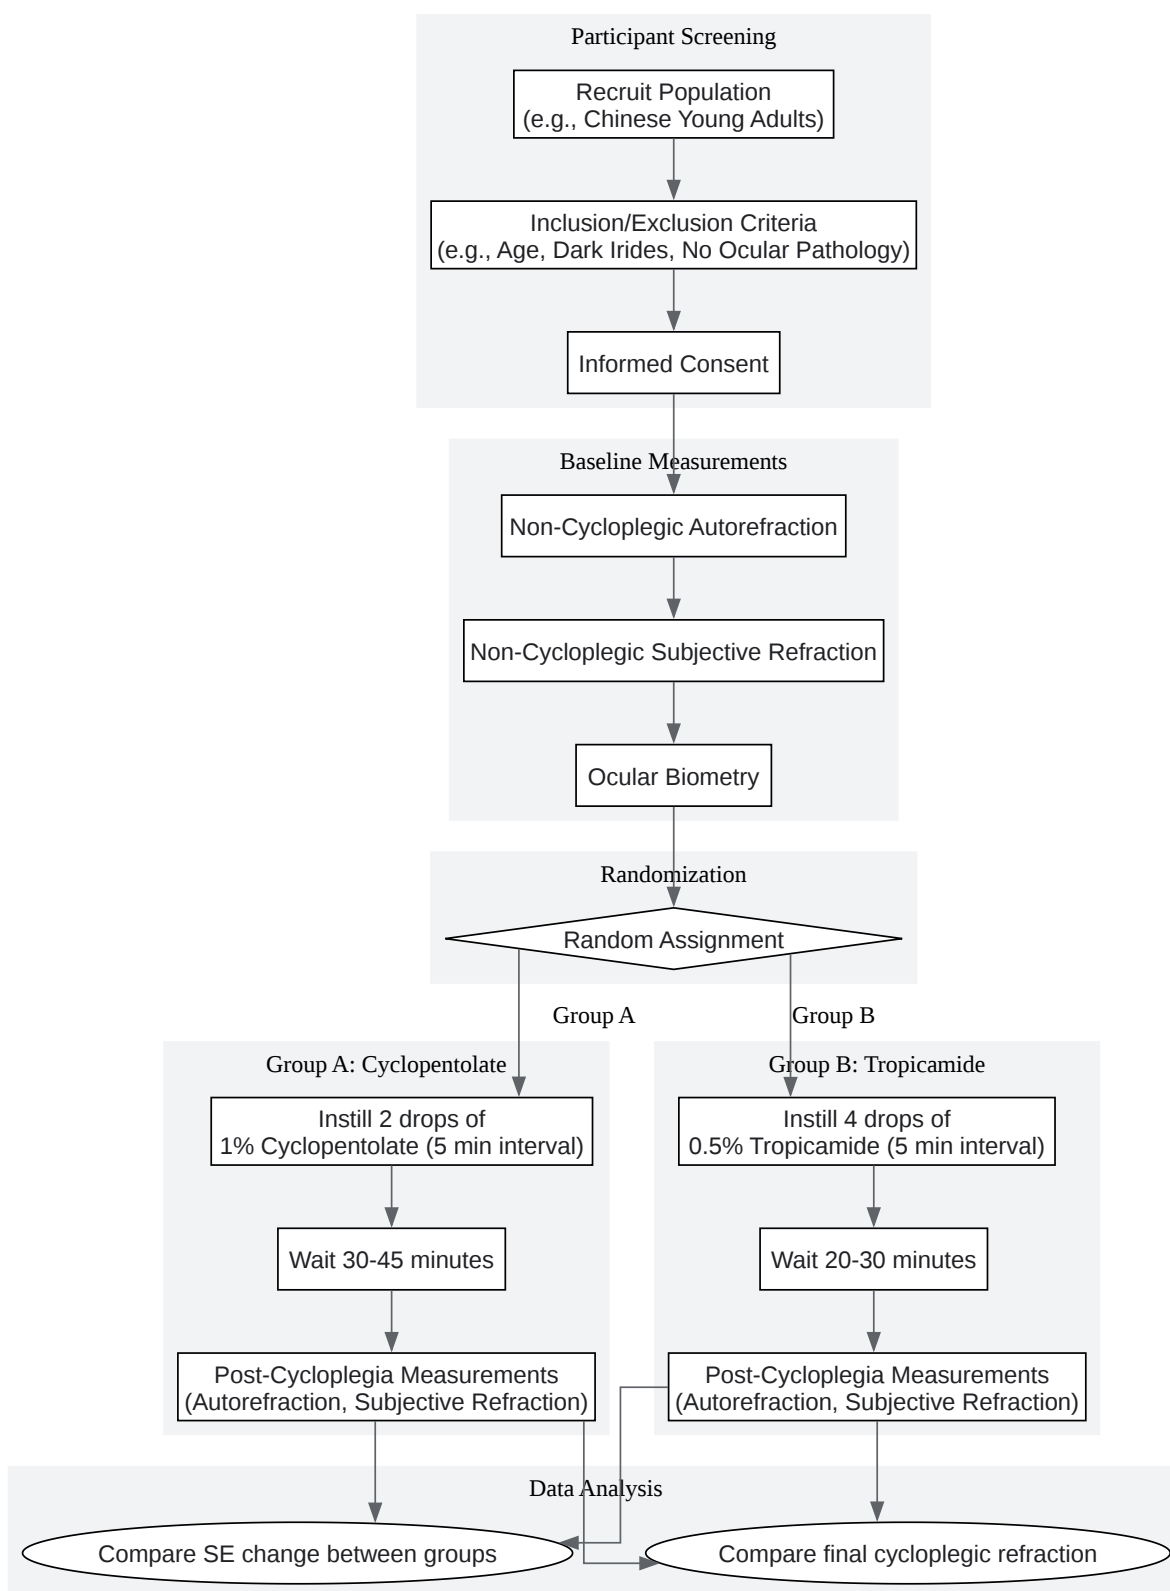 Participant Screening
Recruit Population
(e.g., Chinese Young Adults)
Inclusion/Exclusion Criteria
(e.g., Age, Dark Irides, No Ocular Pathology)
Informed Consent
Baseline Measurements
Non-Cycloplegic Autorefraction
Non-Cycloplegic Subjective Refraction
Ocular Biometry
Randomization
Random Assignment
Group A
Group B
Group A: Cyclopentolate
Instill 2 drops of
1% Cyclopentolate (5 min interval)
Wait 30-45 minutes
Post-Cycloplegia Measurements
(Autorefraction, Subjective Refraction)
Group B: Tropicamide
Instill 4 drops of
0.5% Tropicamide (5 min interval)
Wait 20-30 minutes
Post-Cycloplegia Measurements
(Autorefraction, Subjective Refraction)
Data Analysis
Compare SE change between groups
Compare final cycloplegic refraction